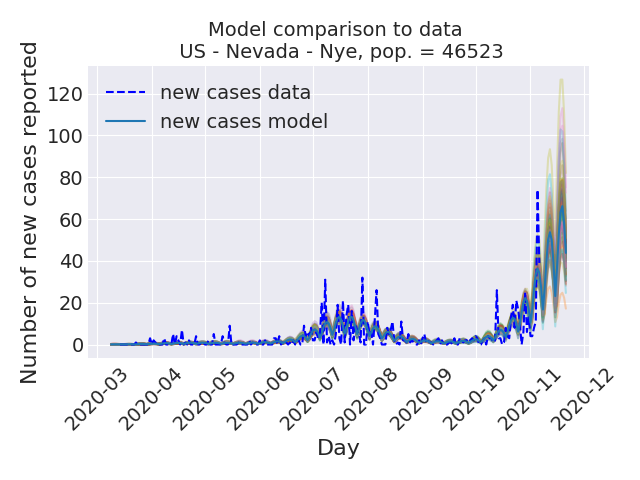 Model comparison to data
US - Nevada - Nye, pop. = 46523
Number of new cases reported
120
100
80
60
40
20
0
new cases data
new cases model
2020-03
2020-04
2020-05
2020-06
2020-07
2020-08
2020-09
2020-10
2020-11
2020-12
Day